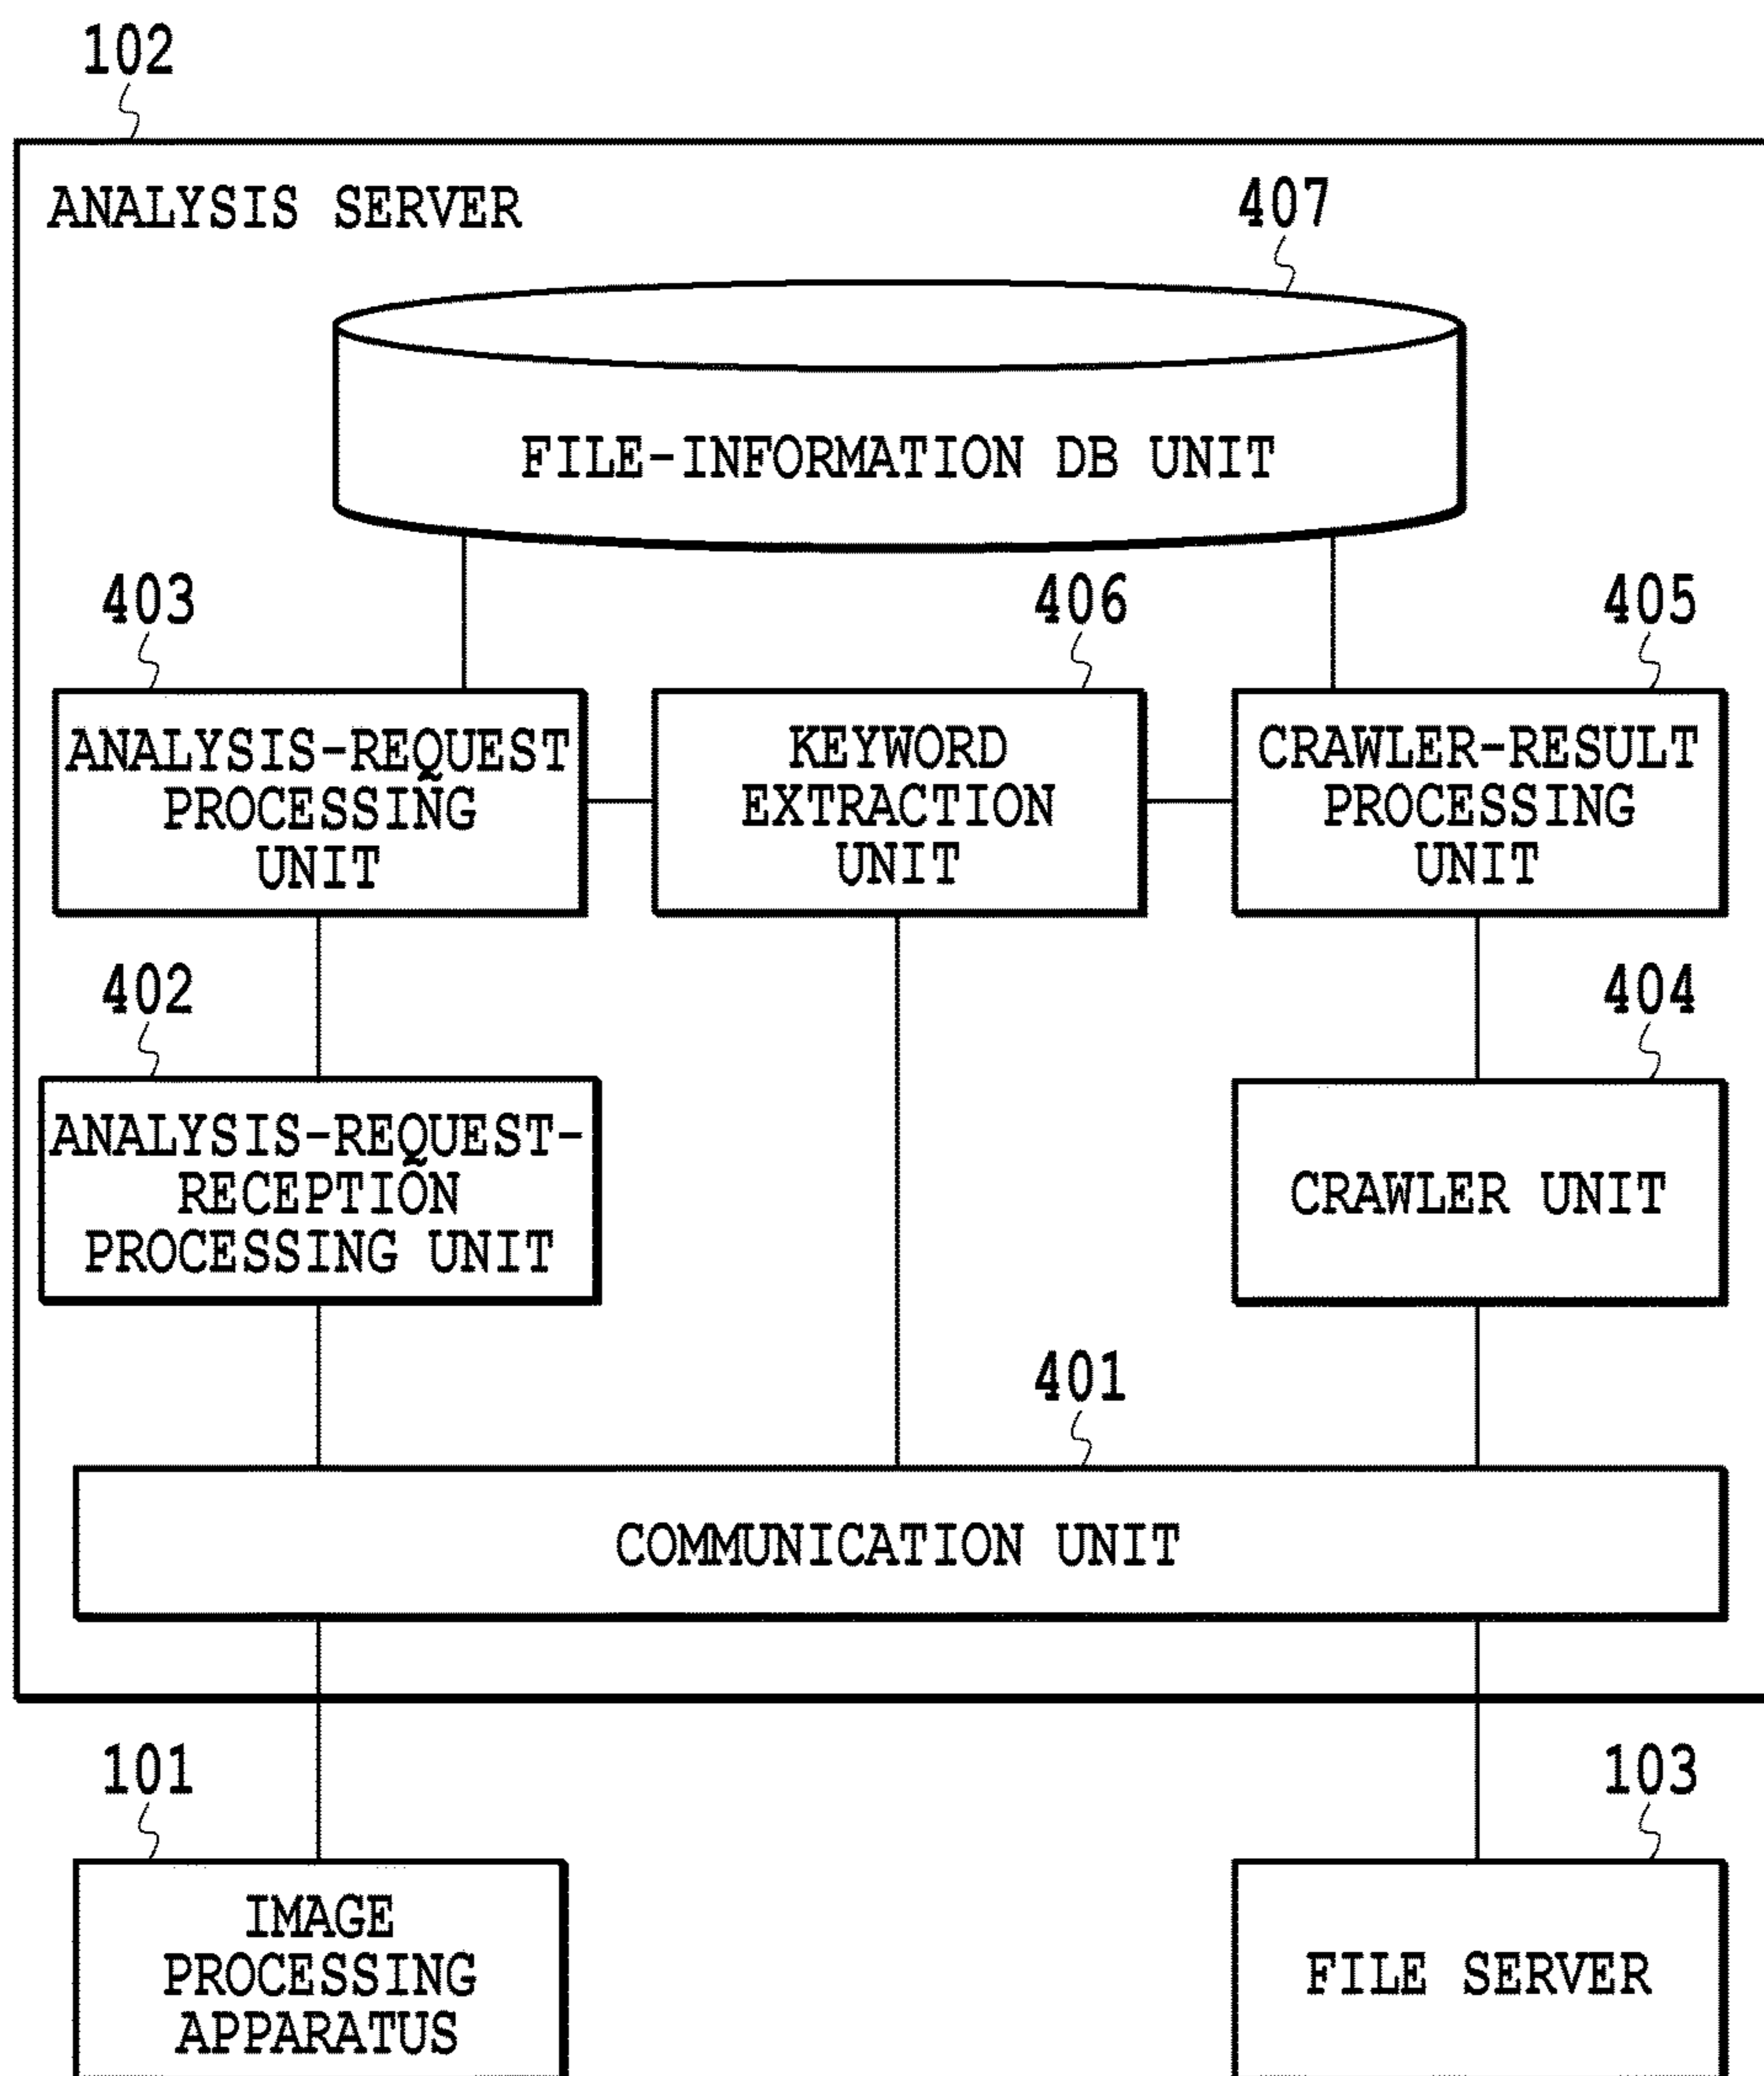 102
ANALYSIS SERVER
407
FILE-INFORMATION DB UNIT
403
406
405
ANALYSIS-REQUEST
PROCESSING
UNIT
KEYWORD
EXTRACTION
UNIT
CRAWLER-RESULT
PROCESSING
UNIT
402
404
ANALYSIS-REQUEST-
RECEPTION
PROCESSING UNIT
CRAWLER UNIT
401
COMMUNICATION UNIT
101
103
IMAGE
PROCESSING
APPARATUS
FILE SERVER